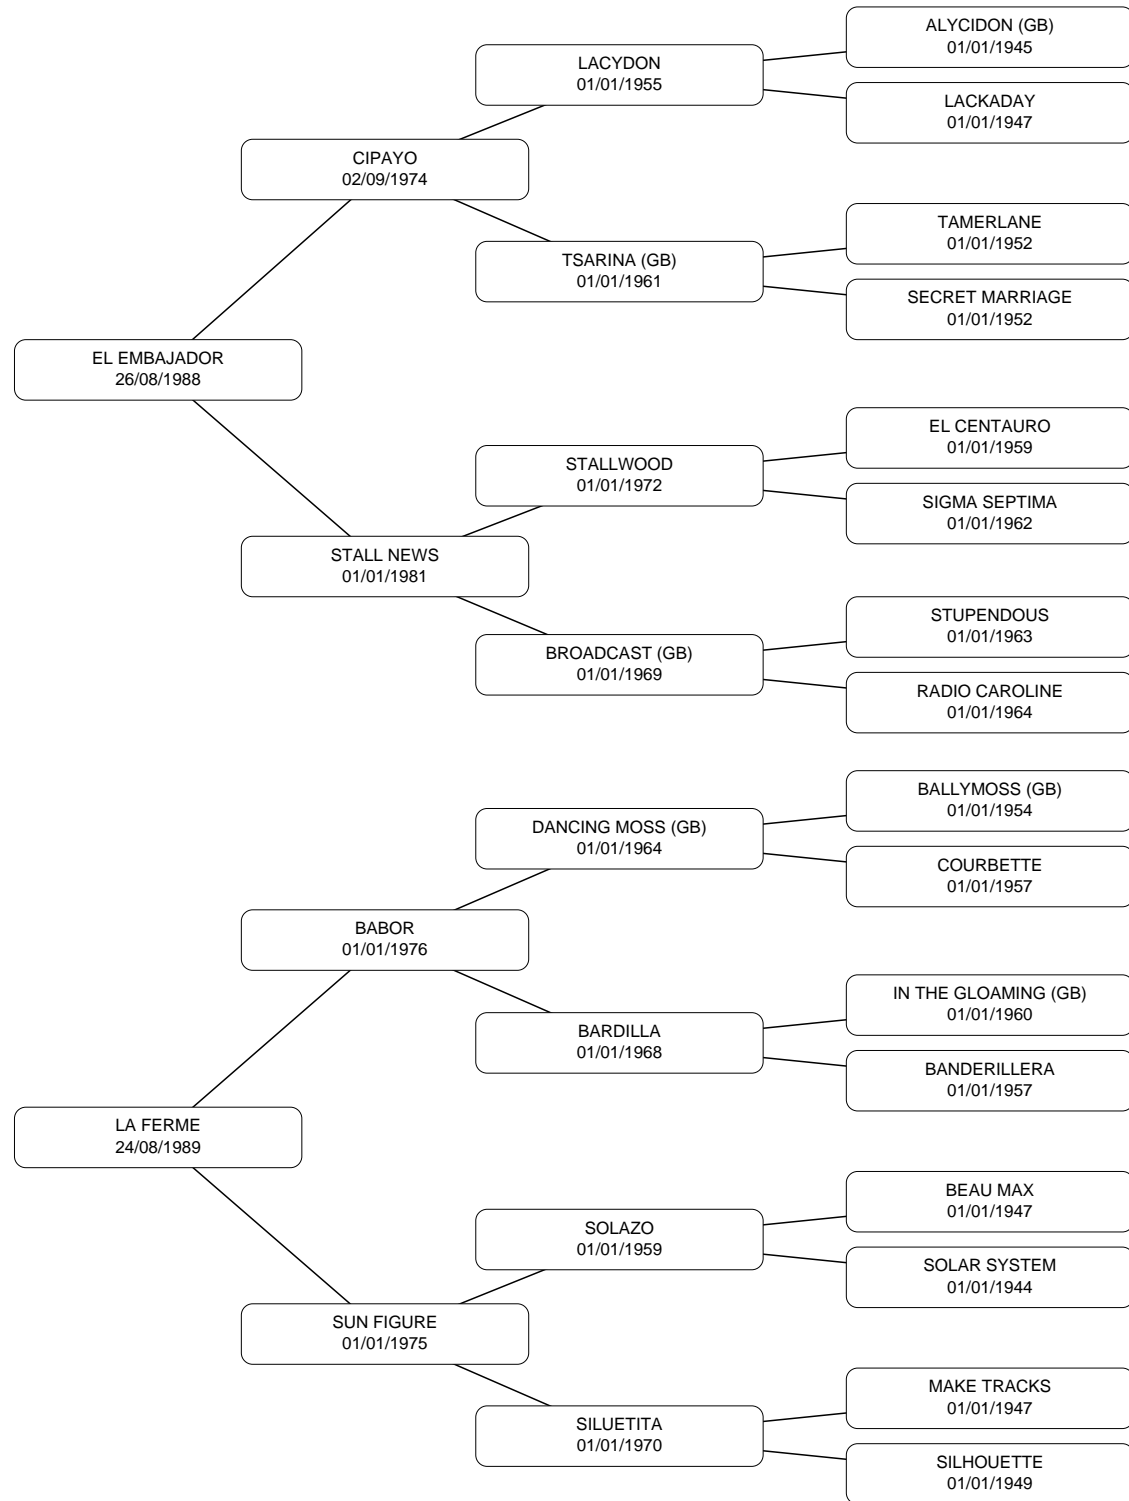 ALYCIDON (GB)
01/01/1945
LACYDON
01/01/1955
LACKADAY
01/01/1947
CIPAYO
02/09/1974
TAMERLANE
01/01/1952
TSARINA (GB)
01/01/1961
SECRET MARRIAGE
01/01/1952
EL EMBAJADOR
26/08/1988
EL CENTAURO
01/01/1959
STALLWOOD
01/01/1972
SIGMA SEPTIMA
01/01/1962
STALL NEWS
01/01/1981
STUPENDOUS
01/01/1963
BROADCAST (GB)
01/01/1969
RADIO CAROLINE
01/01/1964
BALLYMOSS (GB)
01/01/1954
DANCING MOSS (GB)
01/01/1964
COURBETTE
01/01/1957
BABOR
01/01/1976
IN THE GLOAMING (GB)
01/01/1960
BARDILLA
01/01/1968
BANDERILLERA
01/01/1957
LA FERME
24/08/1989
BEAU MAX
01/01/1947
SOLAZO
01/01/1959
SOLAR SYSTEM
01/01/1944
SUN FIGURE
01/01/1975
MAKE TRACKS
01/01/1947
SILUETITA
01/01/1970
SILHOUETTE
01/01/1949